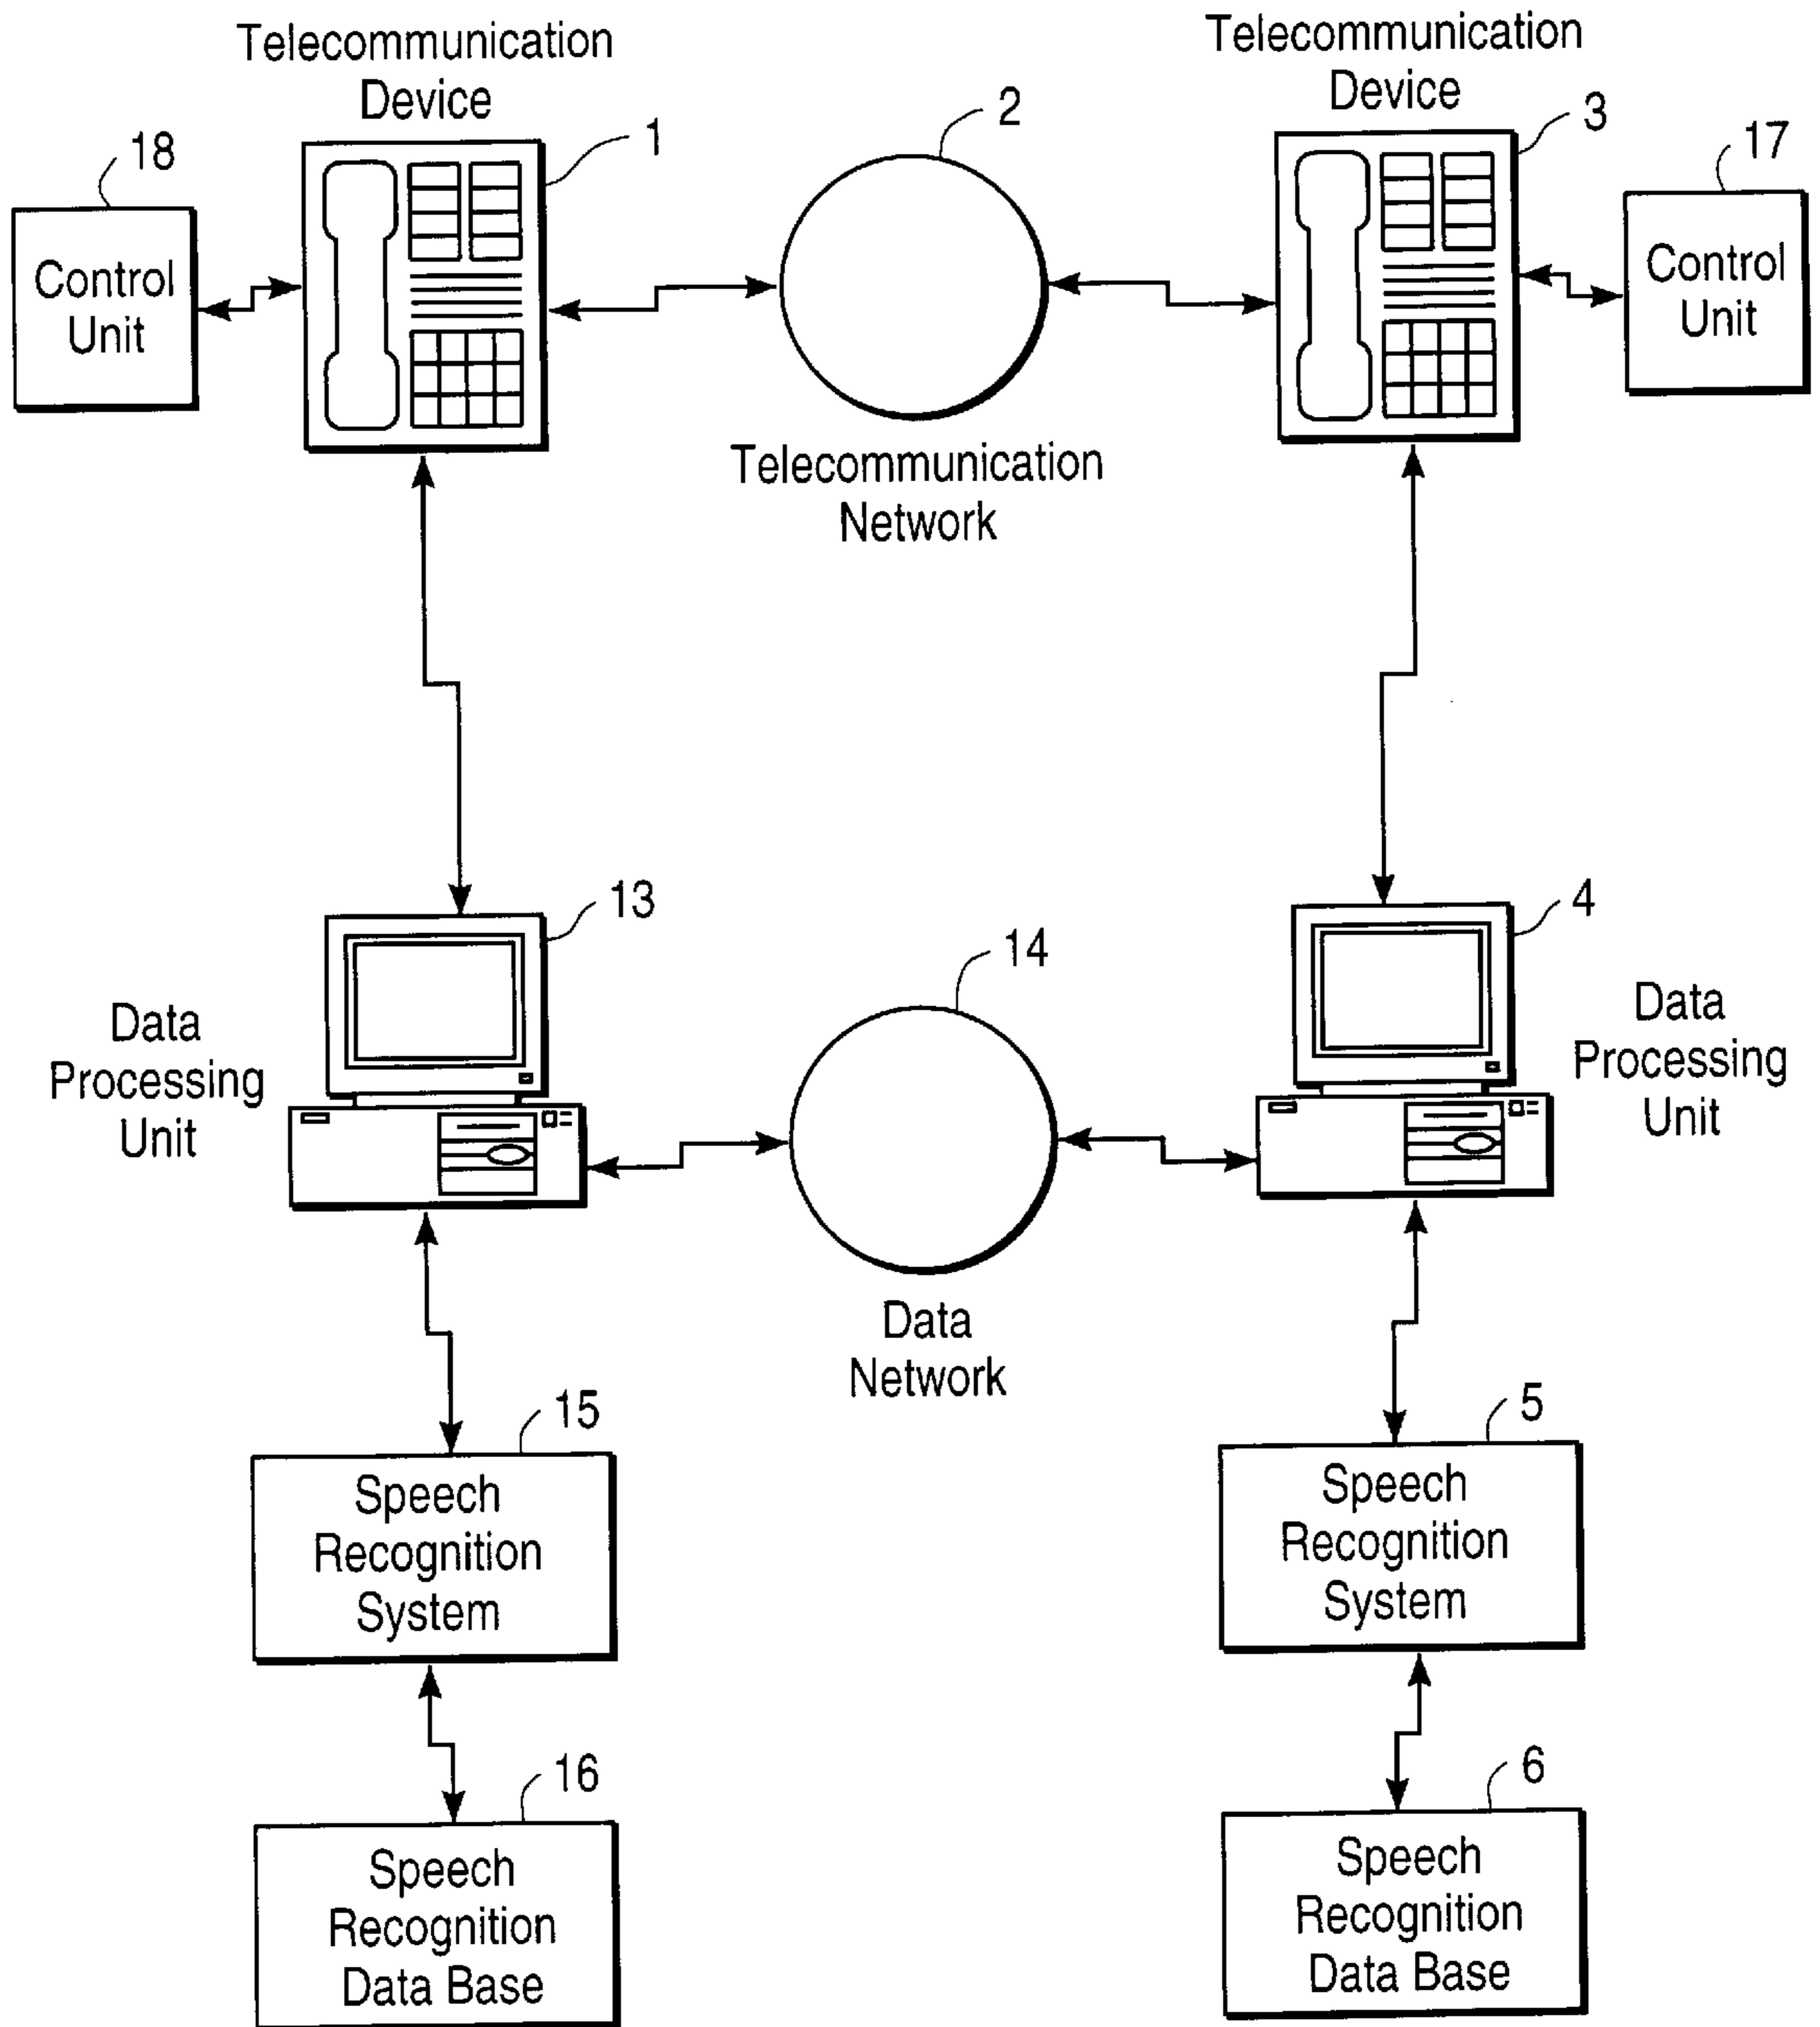 Telecommunication
Device
1
2
Telecommunication
Device
3
18
Control
Unit
17
Control
Unit
Telecommunication
Network
13
Data
Processing
Unit
14
Data
Network
4
Data
Processing
Unit
15
Speech
Recognition
System
5
Speech
Recognition
System
16
Speech
Recognition
Data Base
6
Speech
Recognition
Data Base